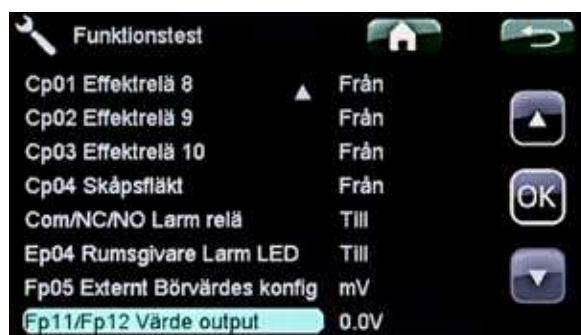 Funktionstest
Cp01 Effektrelä 8 Från
Cp02 Effektrelä 9 Från
Cp03 Effektrelä 10 Från
Cp04 Skåpsfläkt Från
Com/NC/NO Larm relä Till
Ep04 Rumsgivare Larm LED Till
Fp05 Externt Börvärdes konfig mV
Fp11/Fp12 Värde output 0.0V
OK